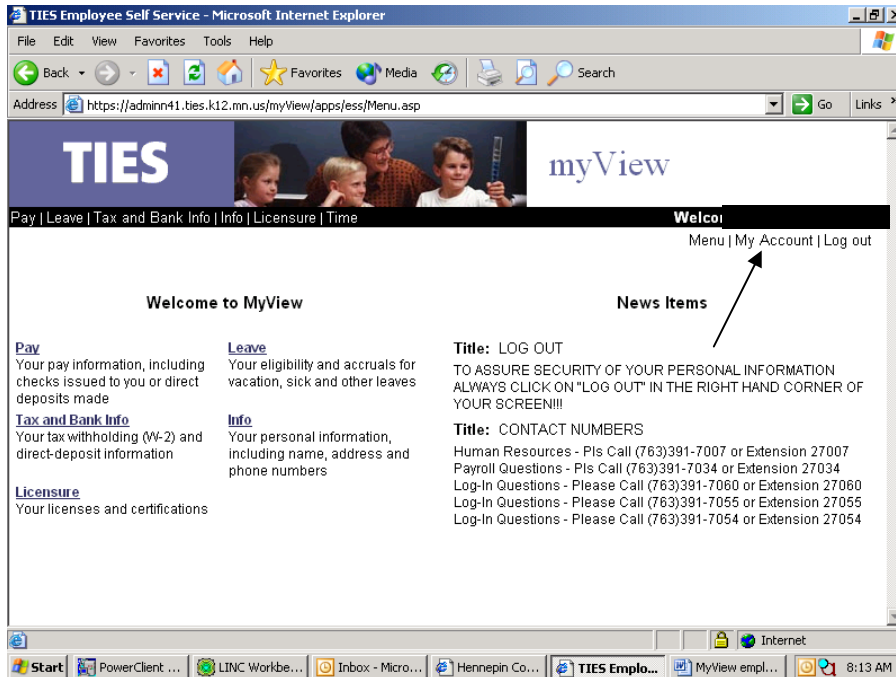 TIES Employee Self Service - Microsoft Internet Explorer
File Edit View Favorites Tools Help
Back Favorites Media Search
Address https://adminn41.ties.k12.mn.us/myView/apps/ess/Menu.asp Go Links
TIES myView
Pay | Leave | Tax and Bank Info | Info | Licensure | Time
Menu | My Account | Log out
Welcome to MyView
Pay
Your pay information, including
checks issued to you or direct
deposits made
Leave
Your eligibility and accruals for
vacation, sick and other leaves
Tax and Bank Info
Your tax withholding (W-2) and
direct-deposit information
Info
Your personal information,
including name, address and
phone numbers
Licensure
Your licenses and certifications
News Items
Title: LOG OUT
TO ASSURE SECURITY OF YOUR PERSONAL INFORMATION
ALWAYS CLICK ON "LOG OUT" IN THE RIGHT HAND CORNER OF
YOUR SCREEN!!!
Title: CONTACT NUMBERS
Human Resources - Pls Call (763)391-7007 or Extension 27007
Payroll Questions - Pls Call (763)391-7034 or Extension 27034
Log-In Questions - Please Call (763)391-7060 or Extension 27060
Log-In Questions - Please Call (763)391-7055 or Extension 27055
Log-In Questions - Please Call (763)391-7054 or Extension 27054
Internet
Start PowerClient ... LINC Workbe... Inbox - Micro... Hennepin Co... TIES Emplo... MyView empl... 8:13 AM